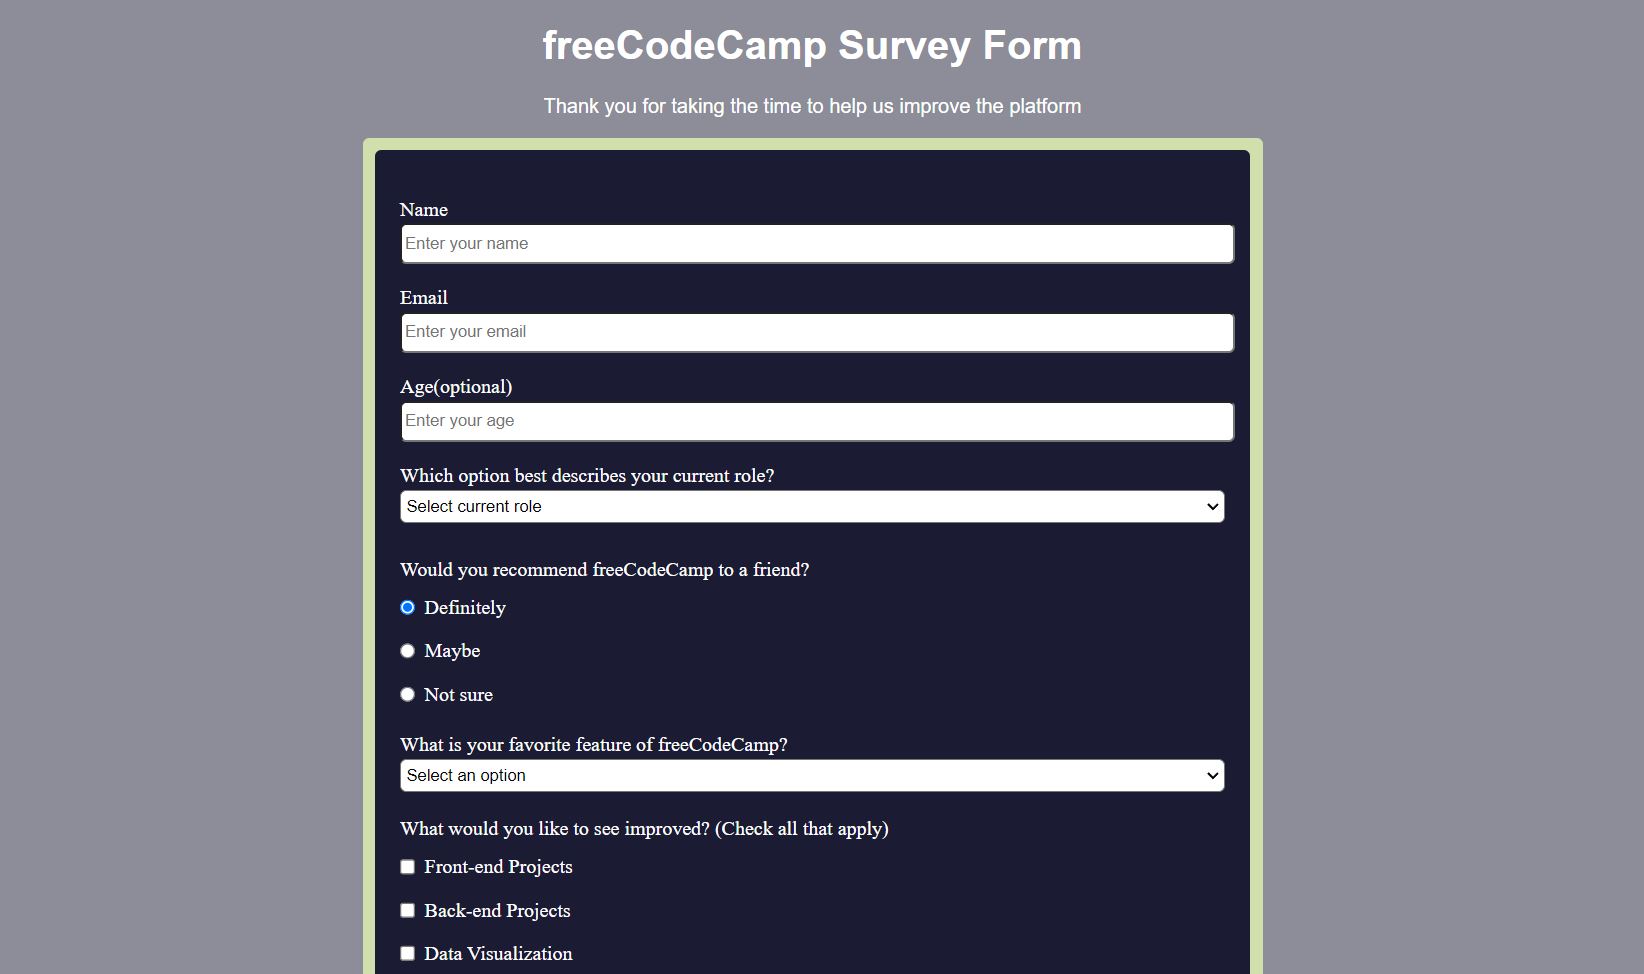 freeCodeCamp Survey Form
Thank you for taking the time to help us improve the platform
Name
Enter your name
Email
Enter your email
Age(optional)
Enter your age
Which option best describes your current role?
Select current role
Would you recommend freeCodeCamp to a friend?
Definitely
Maybe
Not sure
What is your favorite feature of freeCodeCamp?
Select an option
What would you like to see improved? (Check all that apply)
Front-end Projects
Back-end Projects
Data Visualization